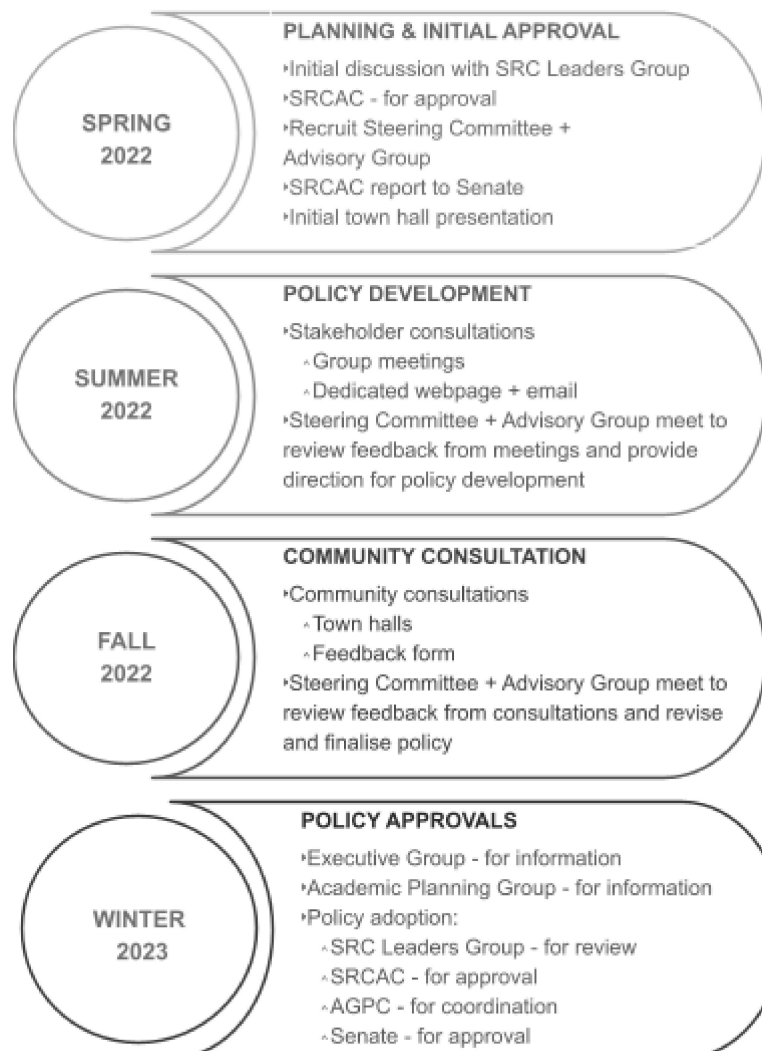 PLANNING & INITIAL APPROVAL
‣Initial discussion with SRC Leaders Group
‣SRCAC - for approval
‣Recruit Steering Committee +
Advisory Group
‣SRCAC report to Senate
‣Initial town hall presentation
SPRING
2022
POLICY DEVELOPMENT
‣Stakeholder consultations
‣Group meetings
‣Dedicated webpage + email
‣Steering Committee + Advisory Group meet to
review feedback from meetings and provide
direction for policy development
SUMMER
2022
COMMUNITY CONSULTATION
‣Community consultations
‣Town halls
‣Feedback form
‣Steering Committee + Advisory Group meet to
review feedback from consultations and revise
and finalise policy
FALL
2022
POLICY APPROVALS
‣Executive Group - for information
‣Academic Planning Group - for information
‣Policy adoption:
‣SRC Leaders Group - for review
‣SRCAC - for approval
‣AGPC - for coordination
‣Senate - for approval
WINTER
2023